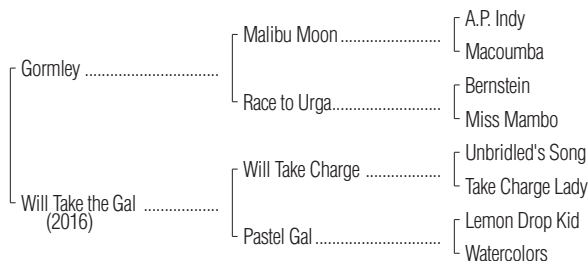 A.P. Indy
Malibu Moon
Macoumba
Gormley
Bernstein
Race to Urga
Miss Mambo
Unbridled's Song
Will Take Charge
Take Charge Lady
Will Take the Gal
(2016)
Lemon Drop Kid
Pastel Gal
Watercolors